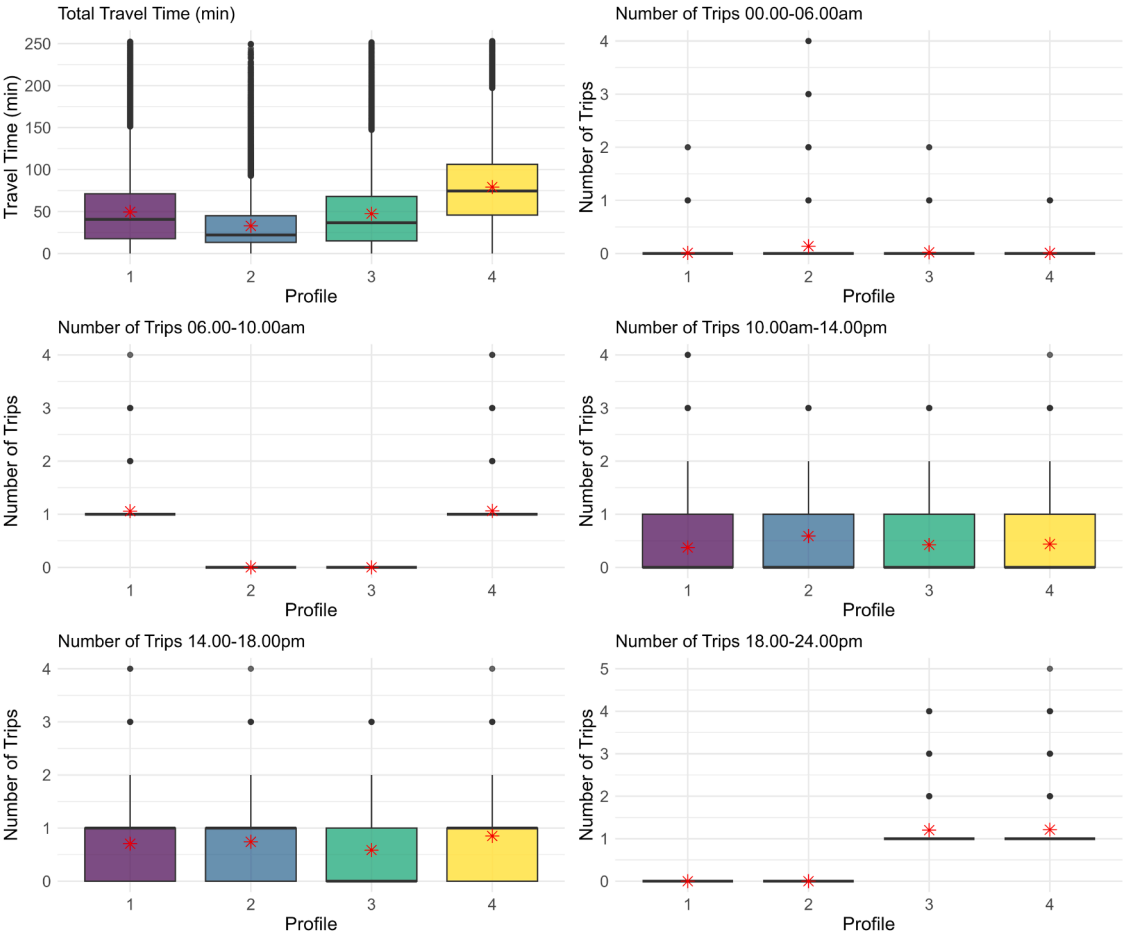 Total Travel Time (min)
Travel Time (min)
250
200
150
100
50
0
1 2 3 4
Profile
Number of Trips 00.00-06.00am
Number of Trips
4
3
2
1
0
1 2 3 4
Profile
Number of Trips 06.00-10.00am
Number of Trips
4
3
2
1
0
1 2 3 4
Profile
Number of Trips 10.00am-14.00pm
Number of Trips
4
3
2
1
0
1 2 3 4
Profile
Number of Trips 14.00-18.00pm
Number of Trips
4
3
2
1
0
1 2 3 4
Profile
Number of Trips 18.00-24.00pm
Number of Trips
5
4
3
2
1
0
1 2 3 4
Profile